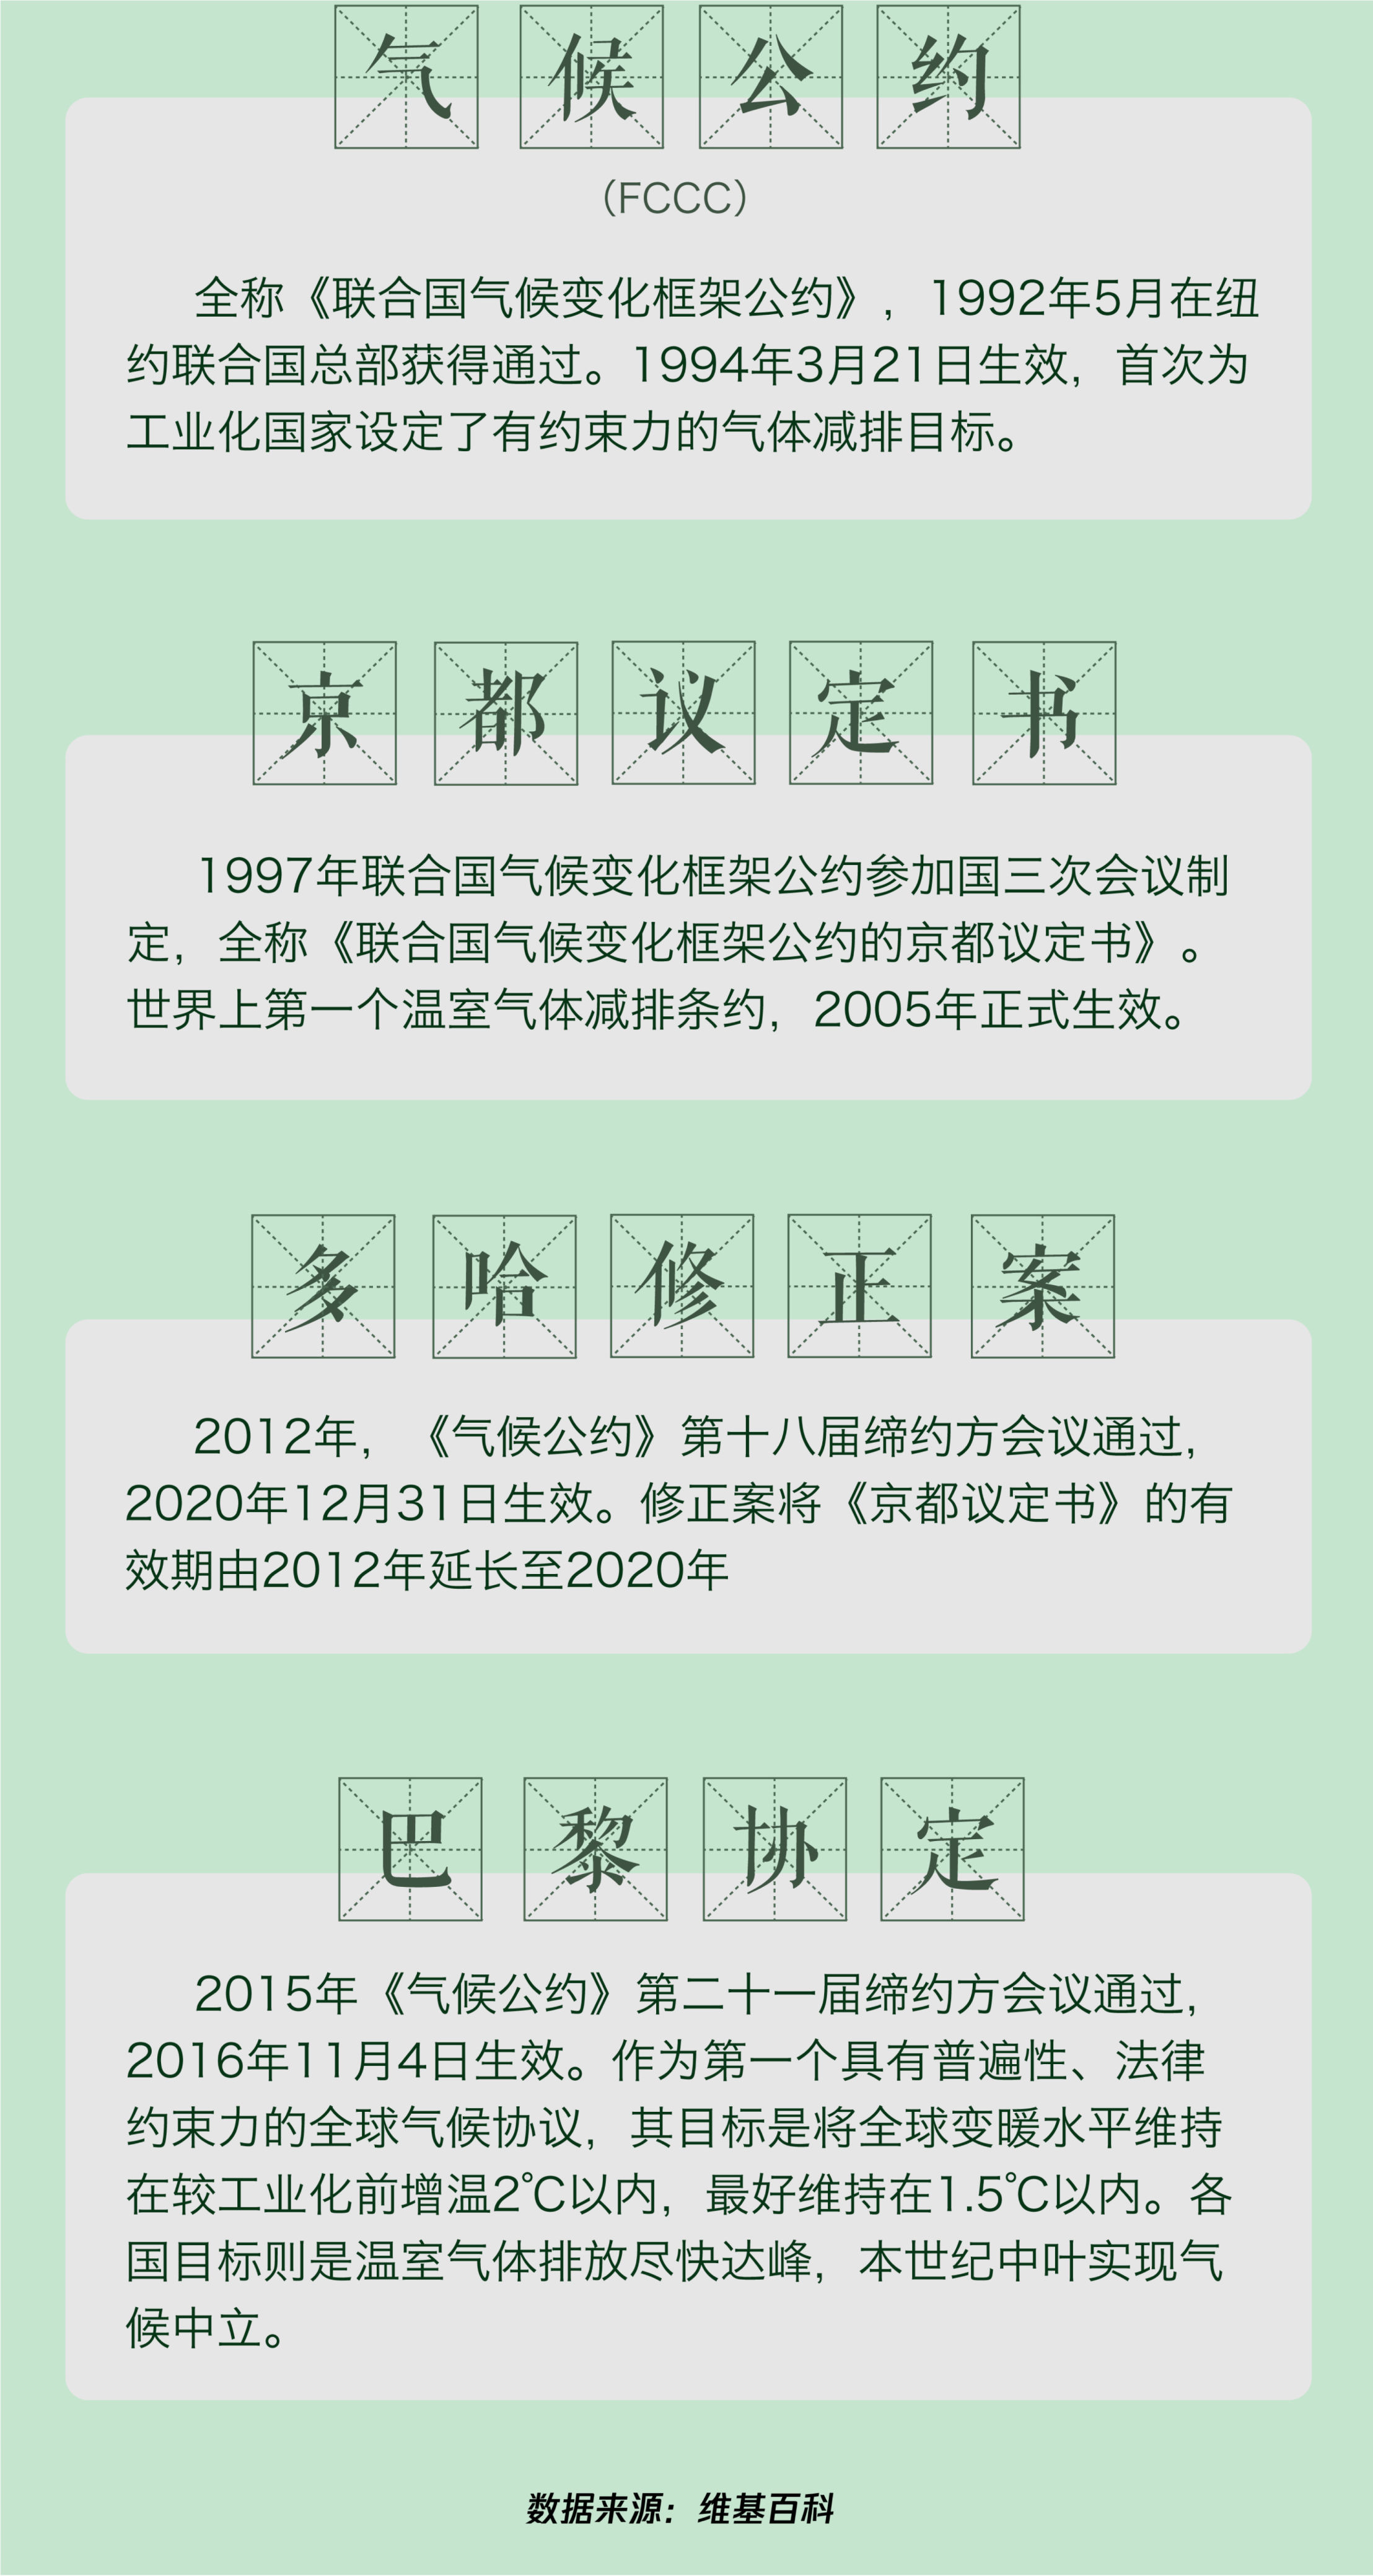 气候公约
（FCCC）
全称《联合国气候变化框架公约》，1992年5月在纽
约联合国总部获得通过。1994年3月21日生效，首次为
工业化国家设定了有约束力的气体减排目标。
京都议定书
1997年联合国气候变化框架公约参加国三次会议制
定，全称《联合国气候变化框架公约的京都议定书》。
世界上第一个温室气体减排条约，2005年正式生效。
多哈修正案
2012年，《气候公约》第十八届缔约方会议通过，
2020年12月31日生效。修正案将《京都议定书》的有
效期由2012年延长至2020年
巴黎协定
2015年《气候公约》第二十一届缔约方会议通过，
2016年11月4日生效。作为第一个具有普遍性、法律
约束力的全球气候协议，其目标是将全球变暖水平维持
在较工业化前增温2℃以内，最好维持在1.5℃以内。各
国目标则是温室气体排放尽快达峰，本世纪中叶实现气
候中立。
数据来源：维基百科